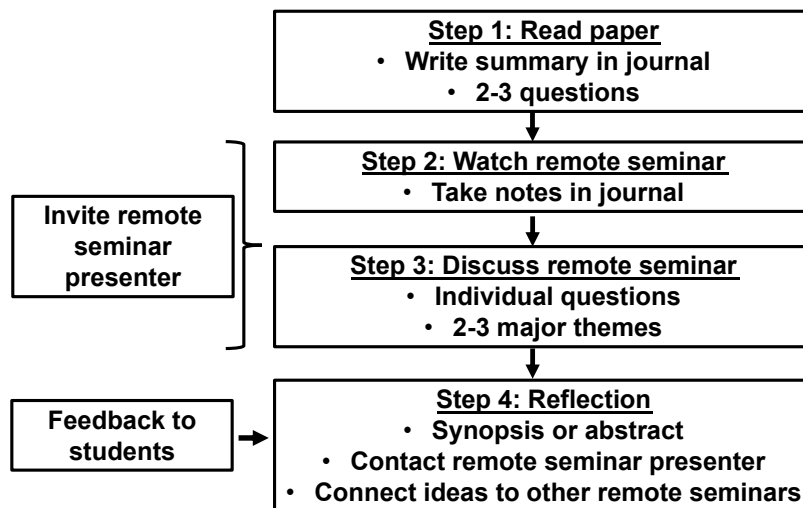 Step 1: Read paper
• Write summary in journal
• 2-3 questions
Step 2: Watch remote seminar
• Take notes in journal
Invite remote
seminar
presenter
Step 3: Discuss remote seminar
• Individual questions
• 2-3 major themes
Step 4: Reflection
• Synopsis or abstract
• Contact remote seminar presenter
• Connect ideas to other remote seminars
Feedback to
students